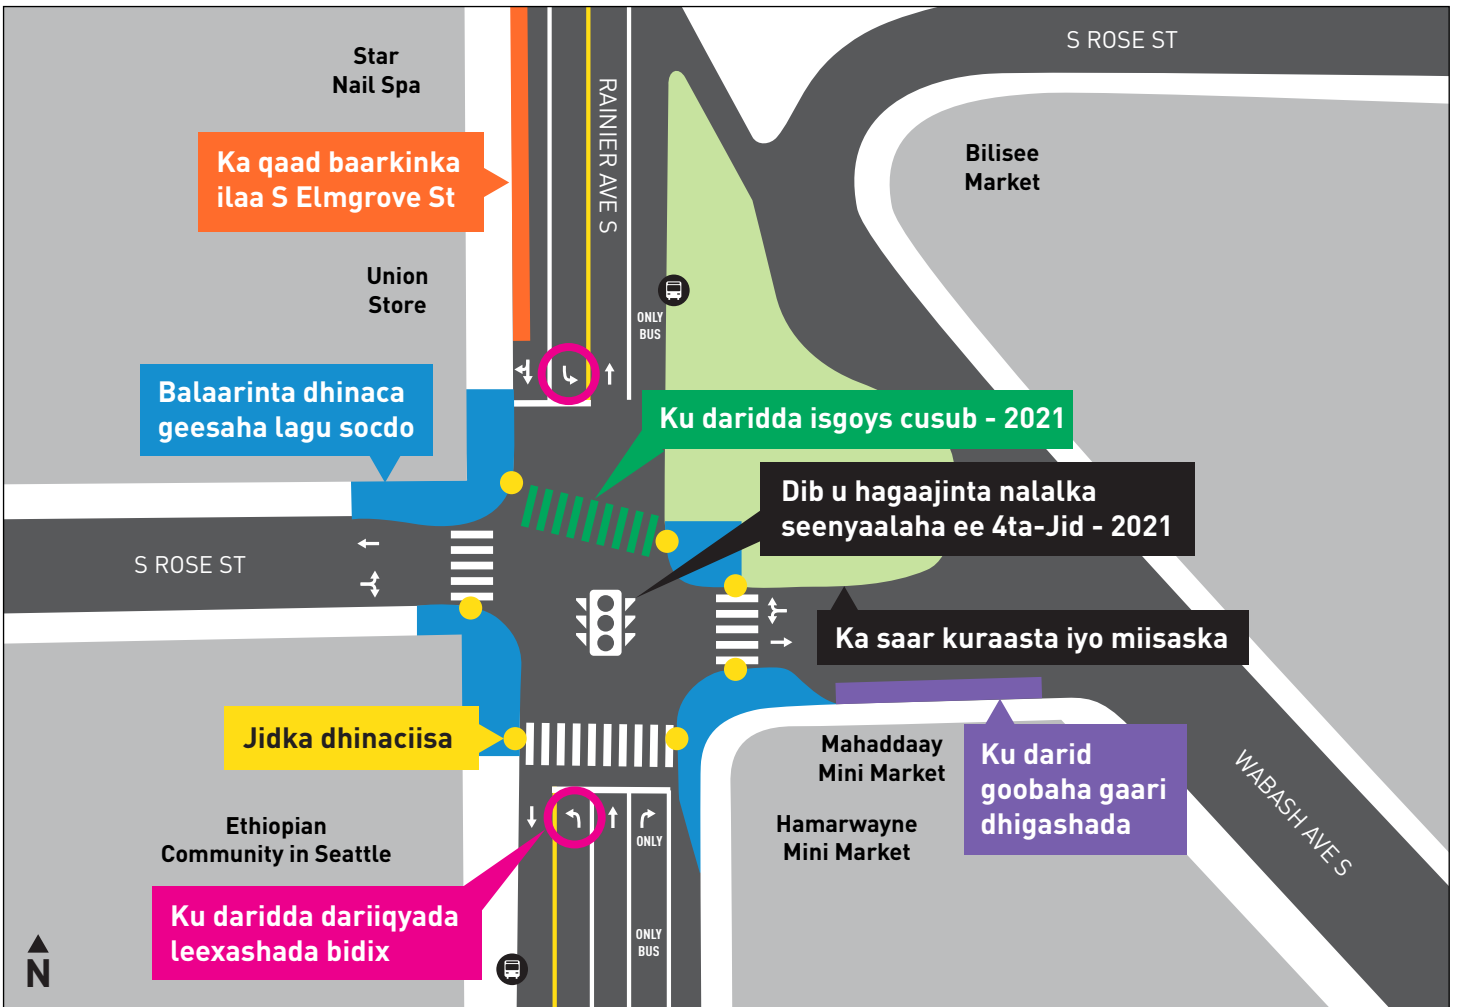 S ROSE ST
Star
Nail Spa
RAINIER AVE S
Ka qaad baarkinka
ilaa S Elmgrove St
Bilisee
Market
Union
Store
ONLY
BUS
Balaarinta dhinaca
geesaha lagu socdo
Ku daridda isgoys cusub - 2021
Dib u hagaajinta nalalka
seenyaalaha ee 4ta-Jid - 2021
S ROSE ST
Ka saar kuraasta iyo miisaska
Jidka dhinaciisa
Mahaddaay
Mini Market
Ku darid
goobaha gaari
dhigashada
WABASH AVE S
Ethiopian
Community in Seattle
ONLY
Hamarwayne
Mini Market
Ku daridda dariiqyada
leexashada bidix
ONLY
BUS
N